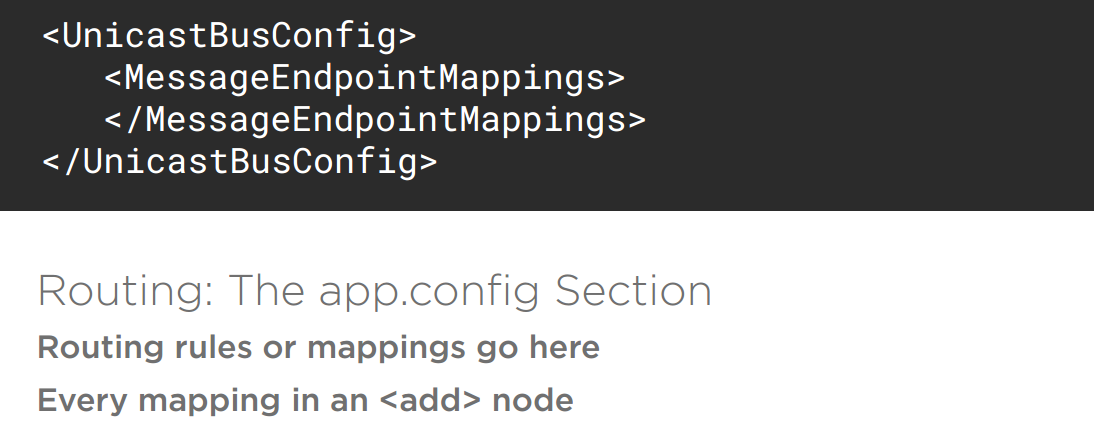 <UnicastBusConfig>
<MessageEndpointMappings>
</MessageEndpointMappings>
</UnicastBusConfig>
Routing: The app.config Section
Routing rules or mappings go here
Every mapping in an <add> node